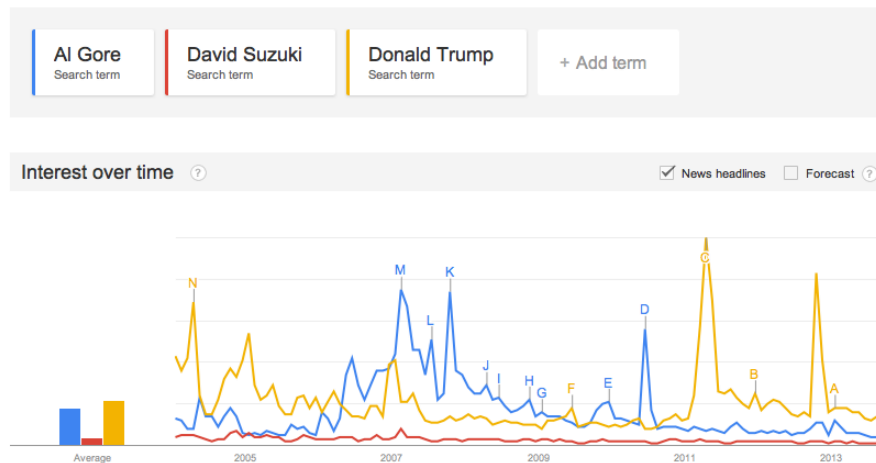 Al Gore David Suzuki Donald Trump
+ Add term
Search term Search term Search term
Interest over time ? News headlines Forecast ?
C
M K
N
D
L
J
I H E B
G F A
Average 2005 2007 2009 2011 2013